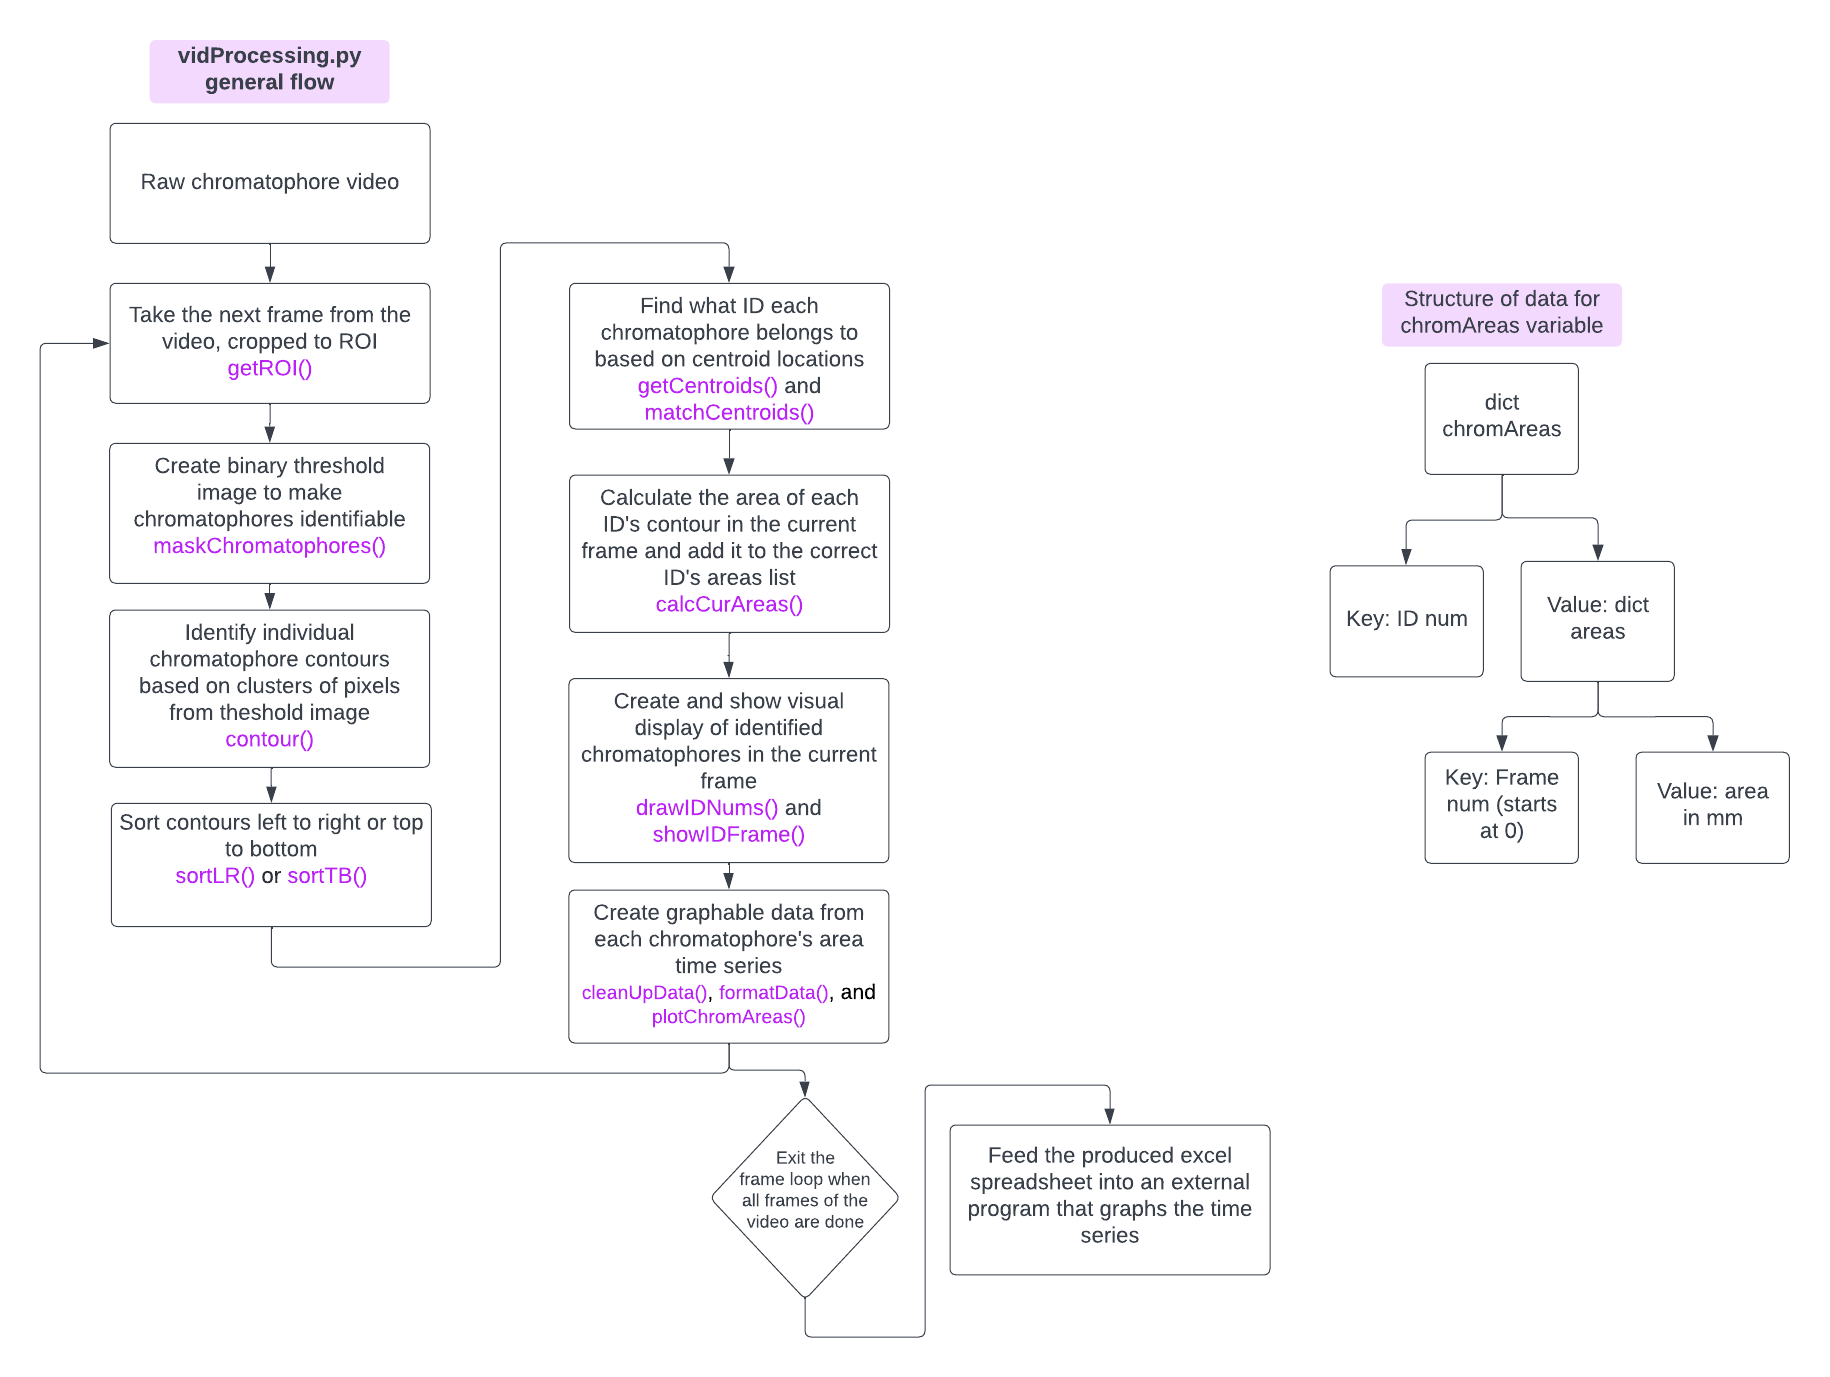 vidProcessing.py
general flow
Raw chromatophore video
Take the next frame from the
video, cropped to ROI
getROI()
Create binary threshold
image to make
chromatophores identifiable
maskChromatophores()
Identify individual
chromatophore contours
based on clusters of pixels
from theshold image
contour()
Sort contours left to right or top
to bottom
sortLR() or sortTB()
Find what ID each
chromatophore belongs to
based on centroid locations
getCentroids() and
matchCentroids()
Calculate the area of each
ID's contour in the current
frame and add it to the correct
ID's areas list
calcCurAreas()
Create and show visual
display of identified
chromatophores in the current
frame
drawIDNums() and
showIDFrame()
Create graphable data from
each chromatophore's area
time series
cleanUpData(), formatData(), and
plotChromAreas()
Exit the
frame loop when
all frames of the
video are done
Feed the produced excel
spreadsheet into an external
program that graphs the time
series
Structure of data for
chromAreas variable
dict
chromAreas
Key: ID num
Value: dict
areas
Key: Frame
num (starts
at 0)
Value: area
in mm